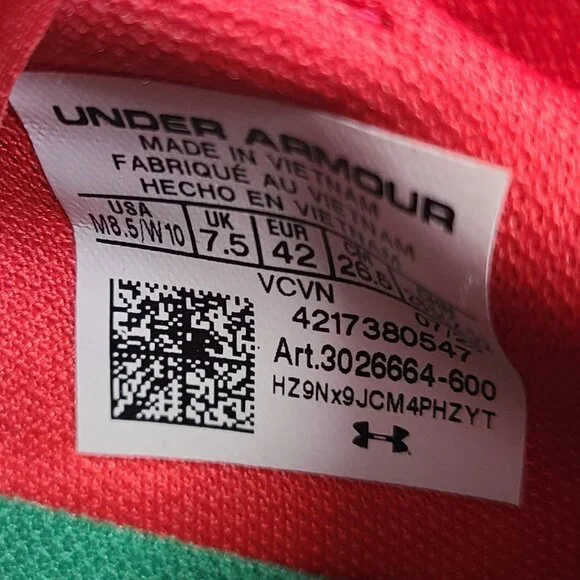 UNDER ARMOUR
MADE IN VIETNAM
FABRIQUÉ AU VIETNAM
HECHO EN VIETNAM
USA UK EUR
M8.5/W10 7.5 42 26.5
VCVN
4217380547
Art.3026664-600
HZ9Nx9JCM4PHZYT